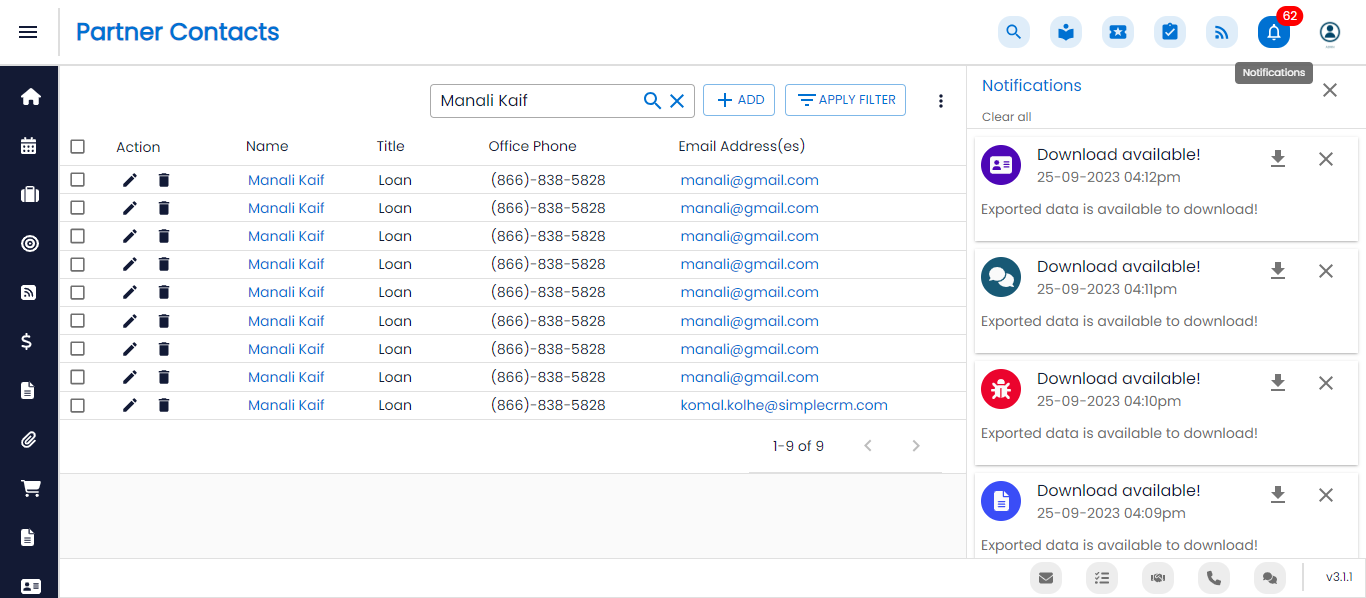 Partner Contacts
62
Notifications
Manali Kaif
ADD
APPLY FILTER
Action Name Title Office Phone Email Address(es)
Manali Kaif Loan (866)-838-5828 manali@gmail.com
Manali Kaif Loan (866)-838-5828 manali@gmail.com
Manali Kaif Loan (866)-838-5828 manali@gmail.com
Manali Kaif Loan (866)-838-5828 manali@gmail.com
Manali Kaif Loan (866)-838-5828 manali@gmail.com
Manali Kaif Loan (866)-838-5828 manali@gmail.com
Manali Kaif Loan (866)-838-5828 manali@gmail.com
Manali Kaif Loan (866)-838-5828 manali@gmail.com
Manali Kaif Loan (866)-838-5828 komal.kolhe@simplecrm.com
1-9 of 9
Notifications
Clear all
Download available!
25-09-2023 04:12pm
Exported data is available to download!
Download available!
25-09-2023 04:11pm
Exported data is available to download!
Download available!
25-09-2023 04:10pm
Exported data is available to download!
Download available!
25-09-2023 04:09pm
Exported data is available to download!
v3.1.1